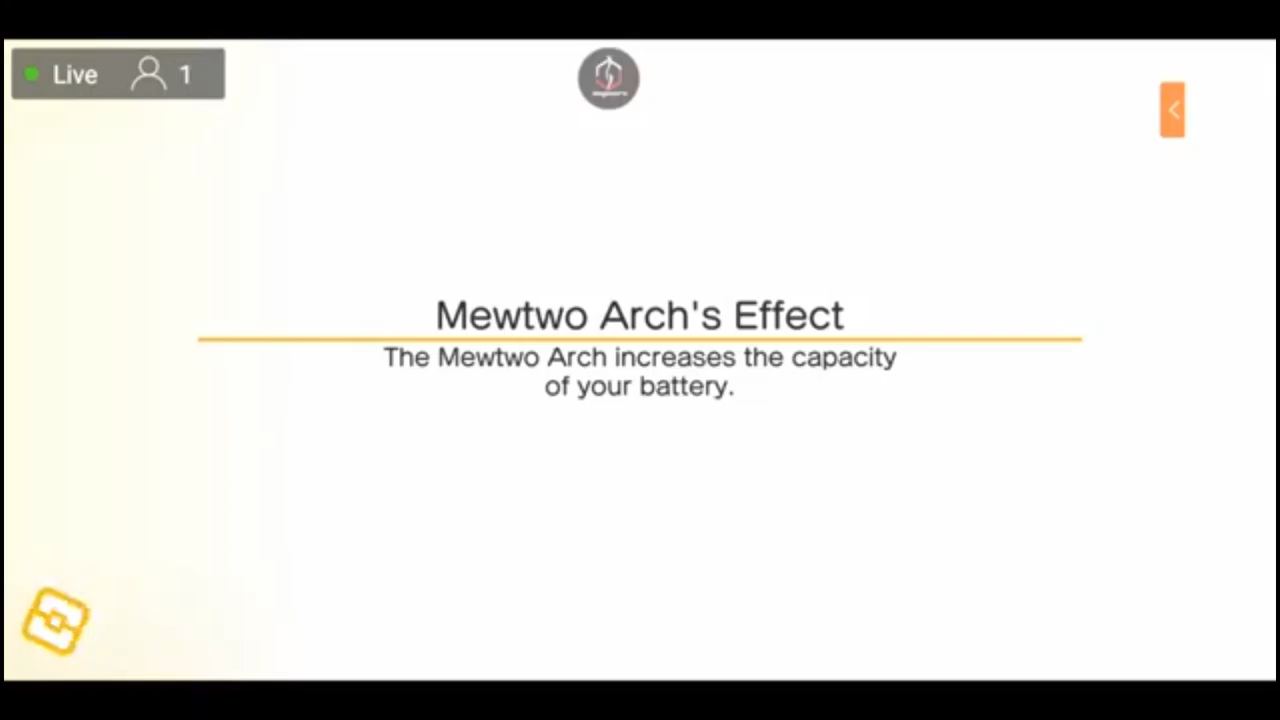 Live 1
Mewtwo Arch's Effect
The Mewtwo Arch increases the capacity
of your battery.